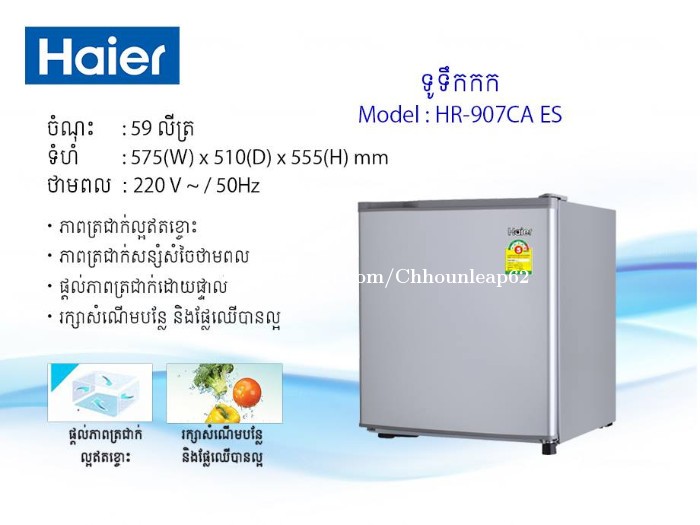 Haier
ទូទឹកកក
Model : HR-907CA ES
ចំណុះ : 59 លីត្រ
ទំហំ : 575(W) x 510(D) x 555(H) mm
ថាមពល : 220 V ~ / 50Hz
• ភាពត្រជាក់ល្អឥតខ្ចោះ
• ភាពត្រជាក់សន្សំសំចៃថាមពល
• ផ្តល់ភាពត្រជាក់ដោយផ្ទាល់
• រក្សាសំណើមបន្លែ និងផ្លែឈើបានល្អ
Haier
5
com/Chhounleap62
ផ្តល់ភាពត្រជាក់
ល្អឥតខ្ចោះ
រក្សាសំណើមបន្លែ
និងផ្លែឈើបានល្អ